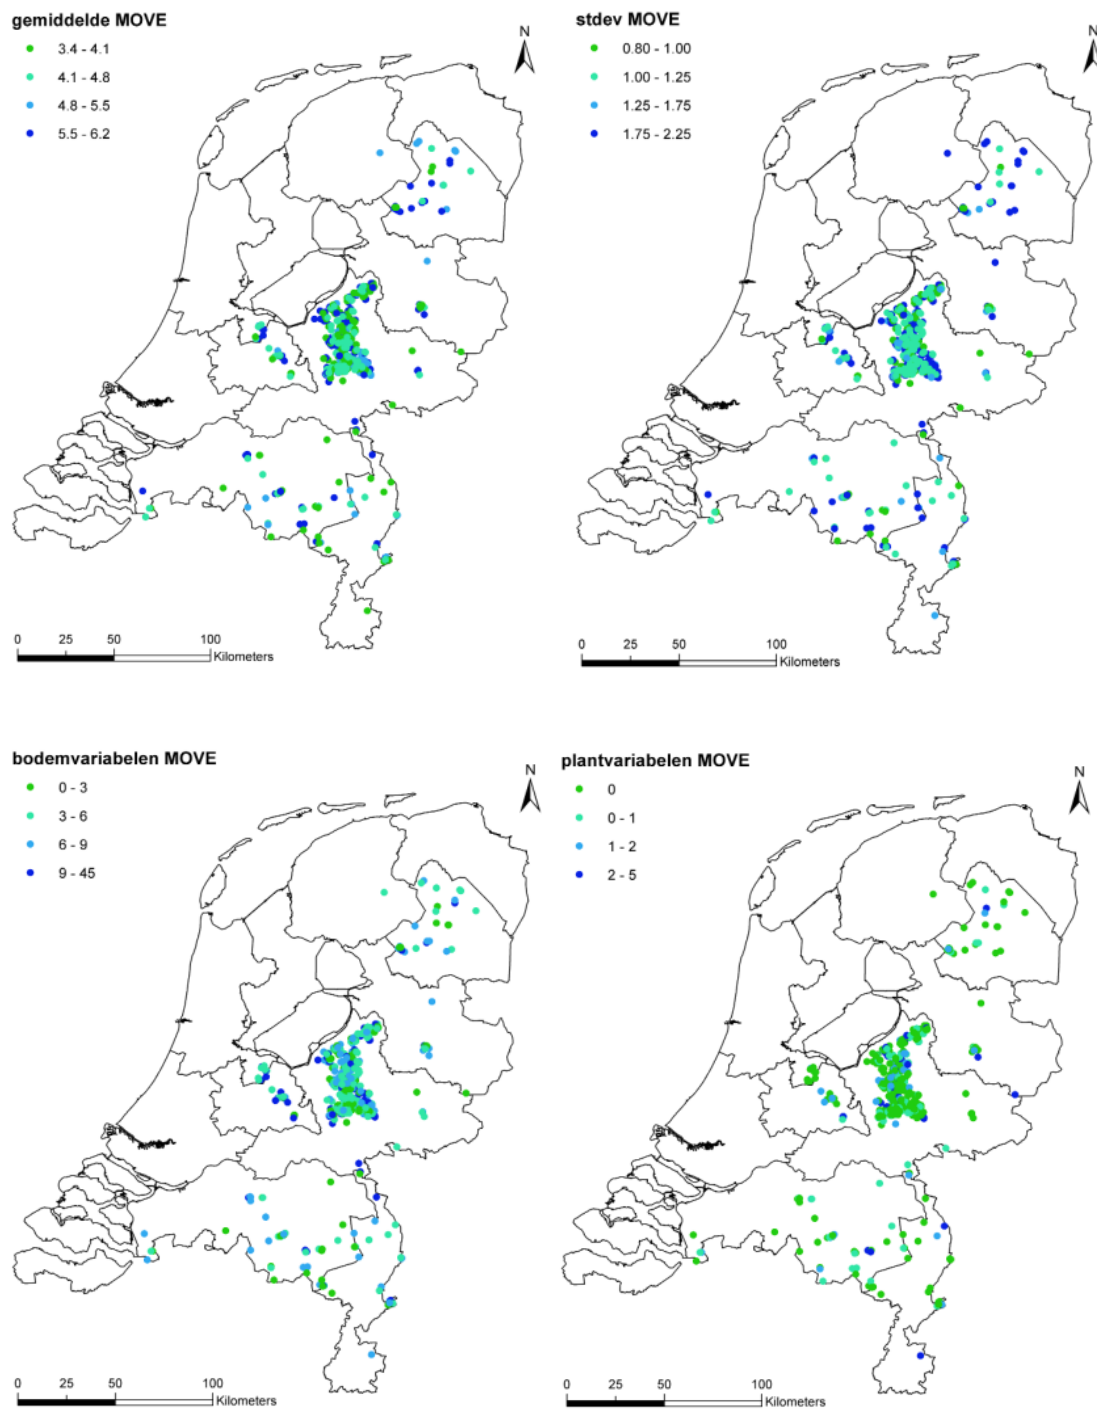 gemiddelde MOVE
3.4 - 4.1
4.1 - 4.8
4.8 - 5.5
5.5 - 6.2
N
0 25 50 100
Kilometers
stdev MOVE
0.80 - 1.00
1.00 - 1.25
1.25 - 1.75
1.75 - 2.25
N
0 25 50 100
Kilometers
bodemvariabelen MOVE
0 - 3
3 - 6
6 - 9
9 - 45
N
0 25 50 100
Kilometers
plantvariabelen MOVE
0
0 - 1
1 - 2
2 - 5
N
0 25 50 100
Kilometers